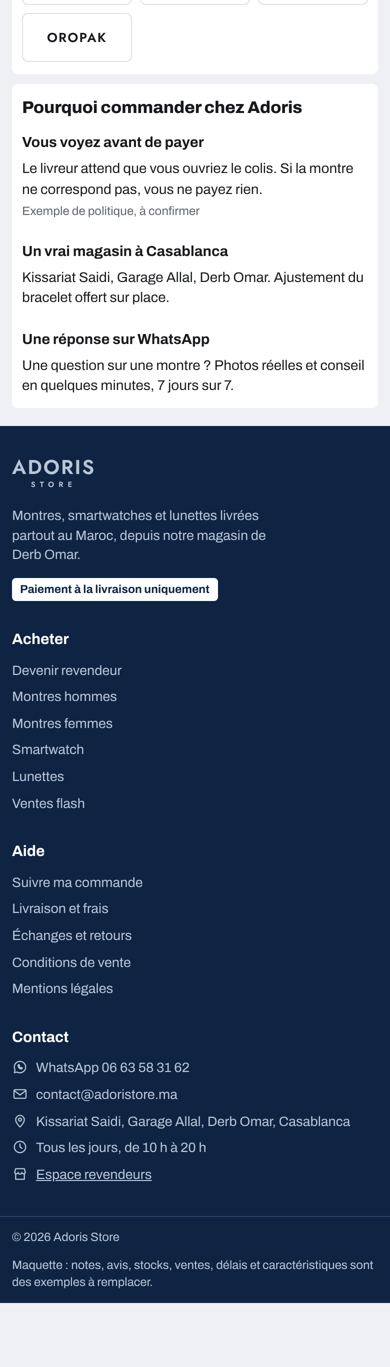 OROPAK
Pourquoi commander chez Adoris
Vous voyez avant de payer
Le livreur attend que vous ouvriez le colis. Si la montre
ne correspond pas, vous ne payez rien.
Exemple de politique, à confirmer
Un vrai magasin à Casablanca
Kissariat Saidi, Garage Allal, Derb Omar. Ajustement du
bracelet offert sur place.
Une réponse sur WhatsApp
Une question sur une montre ? Photos réelles et conseil
en quelques minutes, 7 jours sur 7.
ADORIS
STORE
Montres, smartwatches et lunettes livrées
partout au Maroc, depuis notre magasin de
Derb Omar.
Paiement à la livraison uniquement
Acheter
Devenir revendeur
Montres hommes
Montres femmes
Smartwatch
Lunettes
Ventes flash
Aide
Suivre ma commande
Livraison et frais
Échanges et retours
Conditions de vente
Mentions légales
Contact
WhatsApp 06 63 58 31 62
contact@adoristore.ma
Kissariat Saidi, Garage Allal, Derb Omar, Casablanca
Tous les jours, de 10 h à 20 h
Espace revendeurs
© 2026 Adoris Store
Maquette : notes, avis, stocks, ventes, délais et caractéristiques sont
des exemples à remplacer.